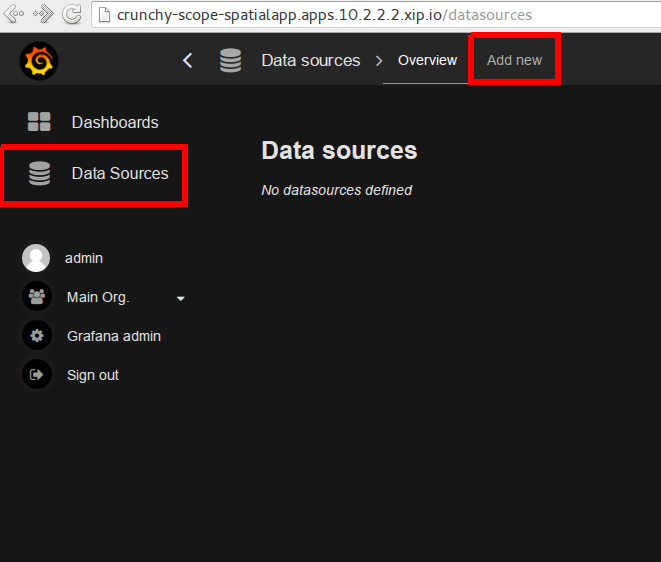 crunchy-scope-spatialapp.apps.10.2.2.2.xip.io/datasources
Data sources Overview Add new
Dashboards
Data Sources
Data sources
No datasources defined
admin
Main Org.
Grafana admin
Sign out